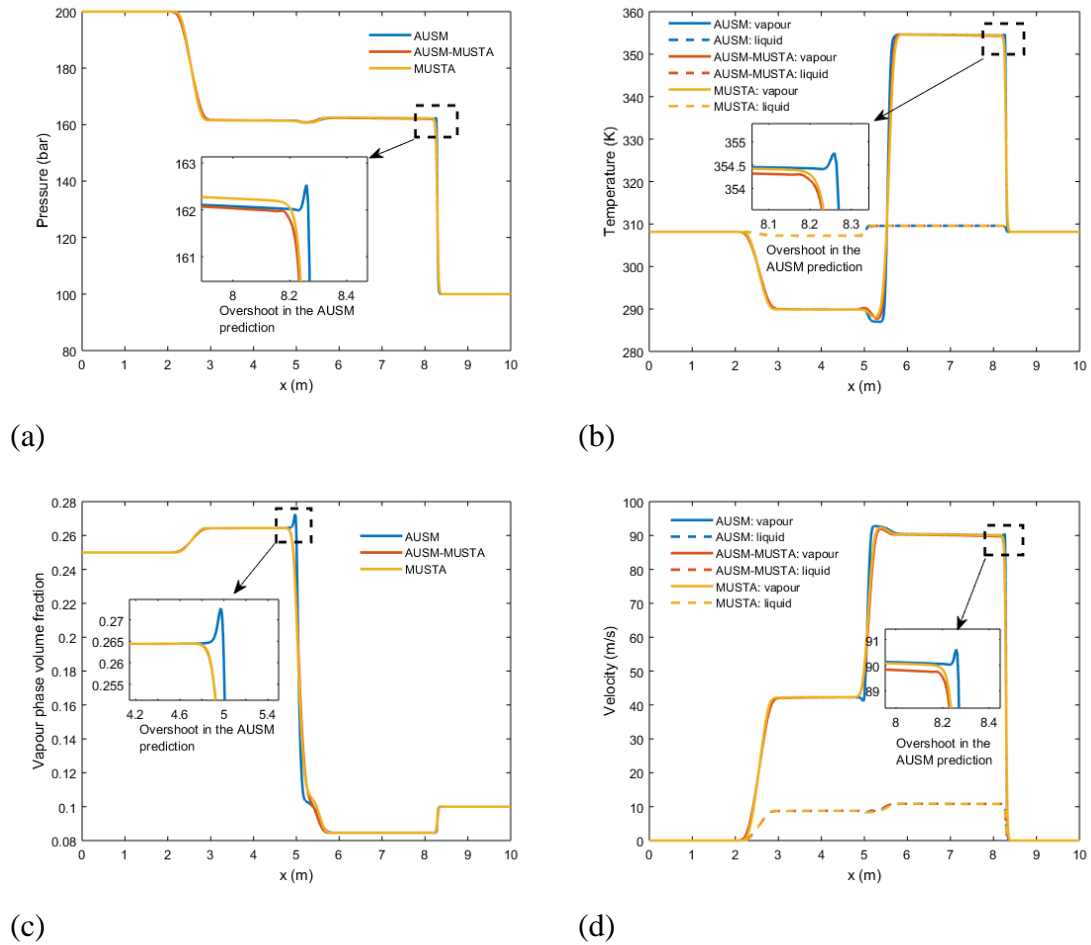 200
180
160
140
120
100
80
Pressure (bar)
AUSM
AUSM-MUSTA
MUSTA
163
162
161
8
8.2
8.4
Overshoot in the AUSM
prediction
0 1 2 3 4 5 6 7 8 9 10
x (m)
(a)
360
350
340
330
320
310
300
290
280
Temperature (K)
AUSM: vapour
AUSM: liquid
AUSM-MUSTA: vapour
AUSM-MUSTA: liquid
MUSTA: vapour
MUSTA: liquid
355
354.5
354
8.1
8.2
8.3
Overshoot in the
AUSM prediction
0 1 2 3 4 5 6 7 8 9 10
x (m)
(b)
0.28
0.26
0.24
0.22
0.2
0.18
0.16
0.14
0.12
0.1
0.08
Vapour phase volume fraction
AUSM
AUSM-MUSTA
MUSTA
0.27
0.265
0.26
0.255
4.2
4.6
5
5.4
Overshoot in the AUSM
prediction
0 1 2 3 4 5 6 7 8 9 10
x (m)
(c)
100
90
80
70
60
50
40
30
20
10
0
Velocity (m/s)
AUSM: vapour
AUSM: liquid
AUSM-MUSTA: vapour
AUSM-MUSTA: liquid
MUSTA: vapour
MUSTA: liquid
91
90
89
8
8.2
8.4
Overshoot in the
AUSM prediction
0 1 2 3 4 5 6 7 8 9 10
x (m)
(d)